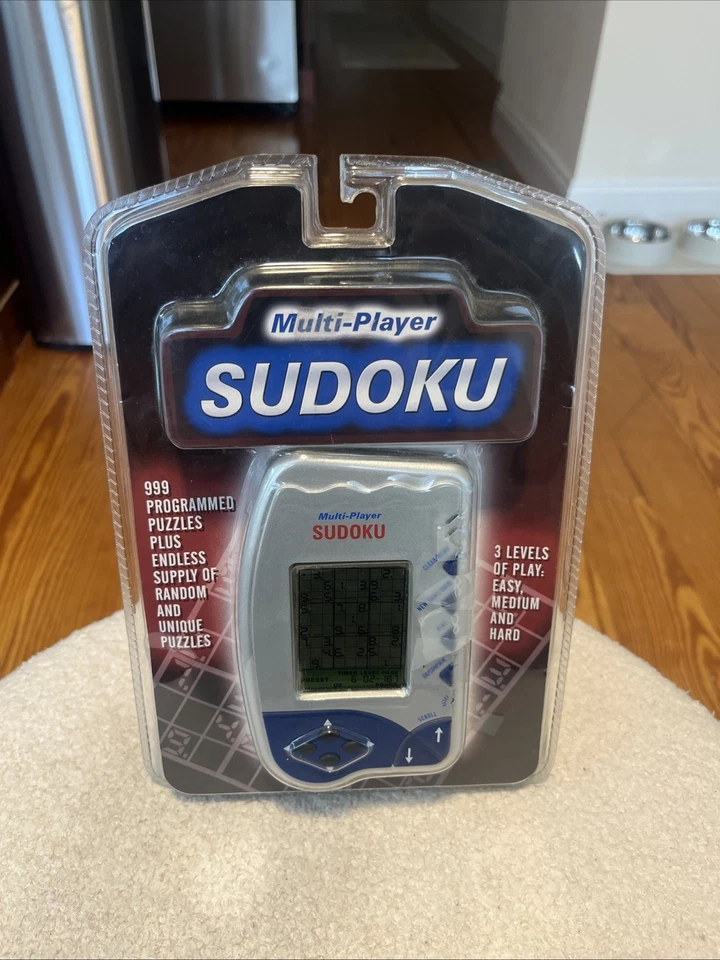 Multi-Player
SUDOKU
999
PROGRAMMED
PUZZLES
PLUS
ENDLESS
SUPPLY OF
RANDOM
AND
UNIQUE
PUZZLES
Multi-Player
SUDOKU
3 LEVELS
OF PLAY:
EASY,
MEDIUM
AND
HARD
SCROLL